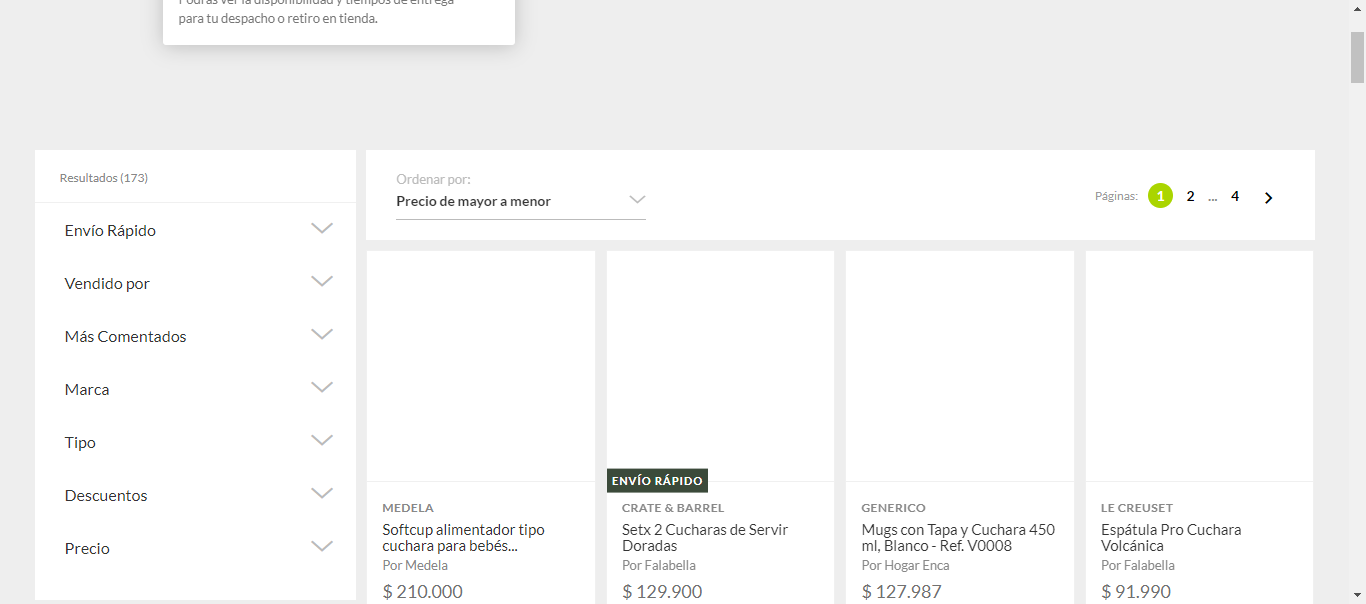 Podrás ver la disponibilidad y tiempos de entrega
para tu despacho o retiro en tienda.
Resultados (173)
Envío Rápido
Vendido por
Más Comentados
Marca
Tipo
Descuentos
Precio
Ordenar por:
Precio de mayor a menor
Páginas: 1 2 ... 4
MEDELA
Softcup alimentador tipo
cuchara para bebés...
Por Medela
$ 210.000
ENVÍO RÁPIDO
CRATE & BARREL
Setx 2 Cucharas de Servir
Doradas
Por Falabella
$ 129.900
GENERICO
Mugs con Tapa y Cuchara 450
ml, Blanco - Ref. V0008
Por Hogar Enca
$ 127.987
LE CREUSET
Espátula Pro Cuchara
Volcánica
Por Falabella
$ 91.990